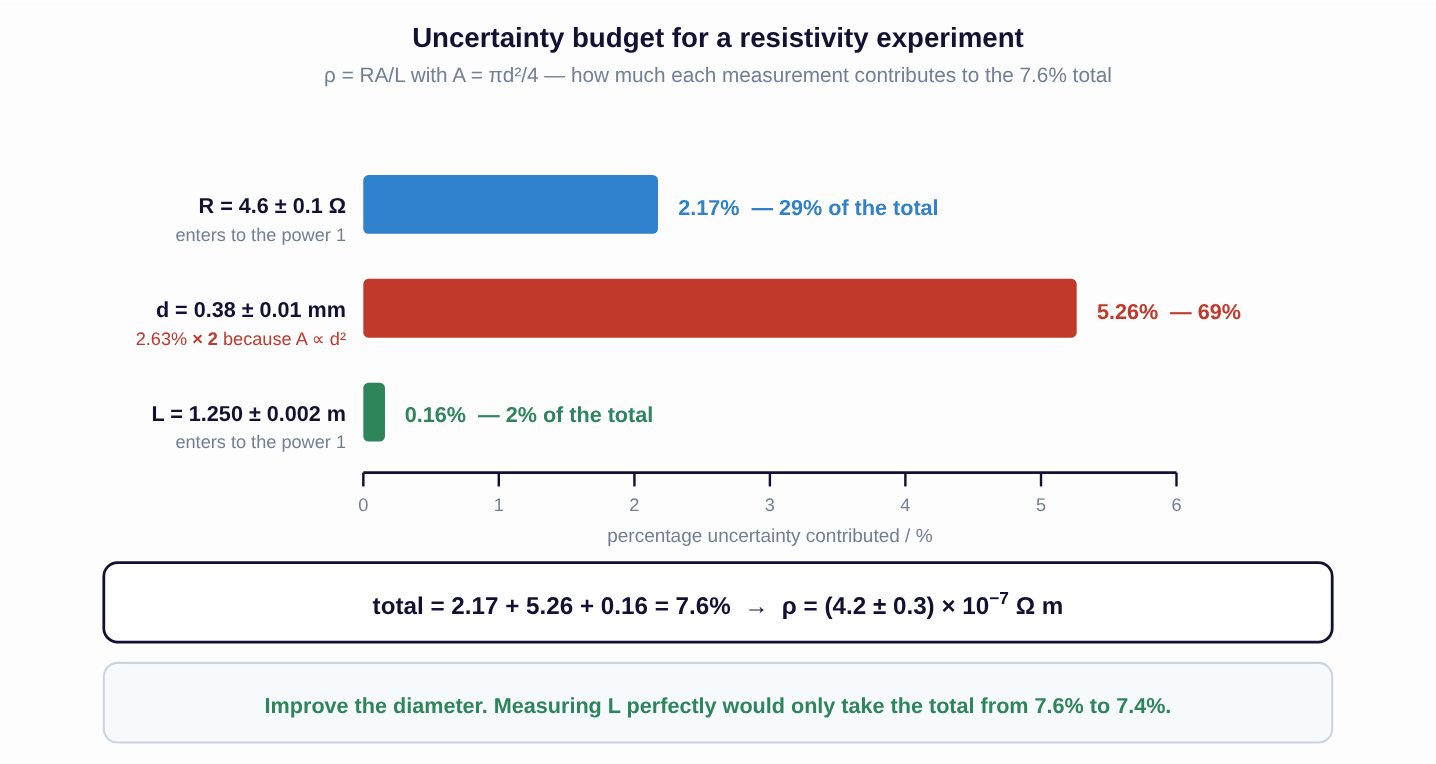 Uncertainty budget for a resistivity experiment
ρ = RA/L with A = πd²/4 — how much each measurement contributes to the 7.6% total
R = 4.6 ± 0.1 Ω
enters to the power 1
2.17% — 29% of the total
d = 0.38 ± 0.01 mm
2.63% × 2 because A ∝ d²
5.26% — 69%
L = 1.250 ± 0.002 m
enters to the power 1
0.16% — 2% of the total
0 1 2 3 4 5 6
percentage uncertainty contributed / %
total = 2.17 + 5.26 + 0.16 = 7.6% → ρ = (4.2 ± 0.3) × 10⁻⁷ Ω m
Improve the diameter. Measuring L perfectly would only take the total from 7.6% to 7.4%.